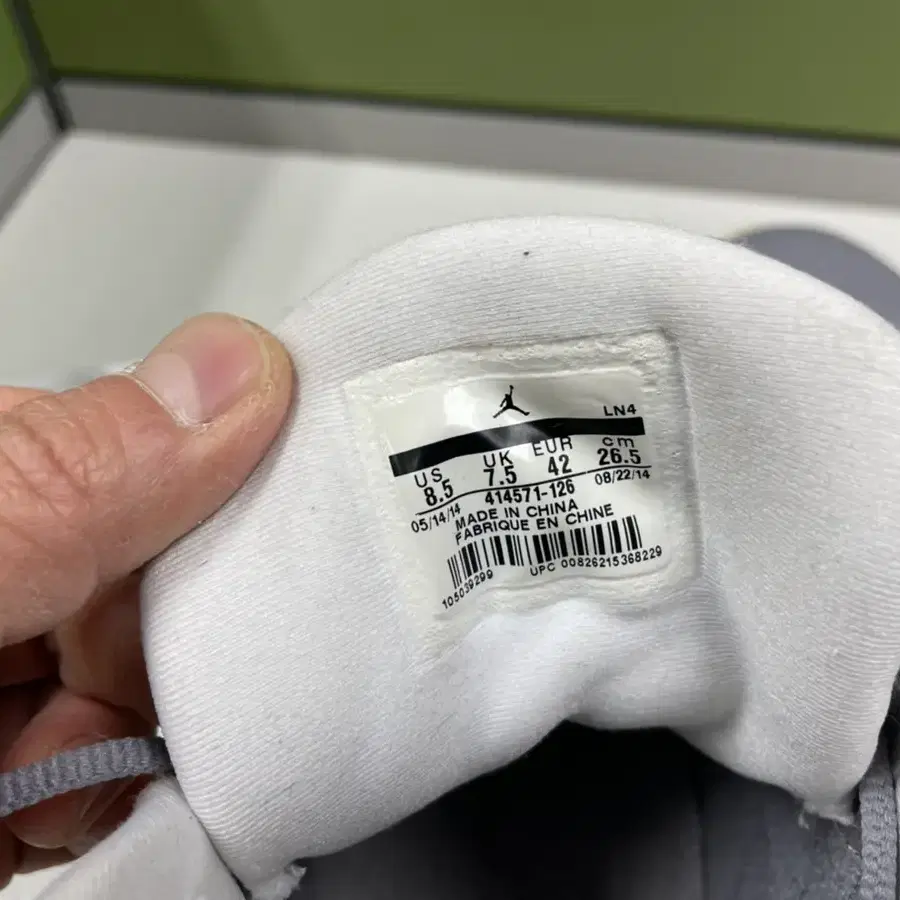 LN4
US UK EUR cm
8.5 7.5 42 26.5
05/14/14 414571-126 08/22/14
MADE IN CHINA
FABRIQUE EN CHINE
105039299 UPC 00826215368229